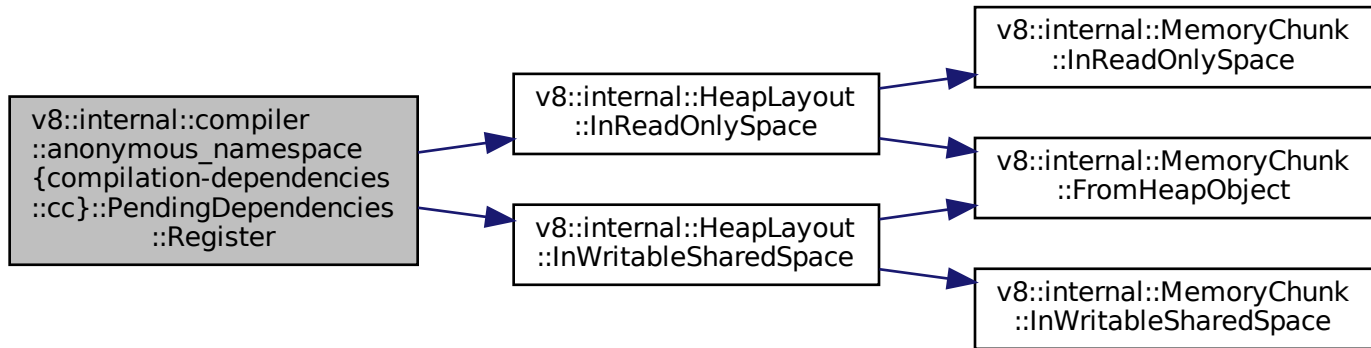 v8::internal::compiler
::anonymous_namespace
{compilation-dependencies
::cc}::PendingDependencies
::Register
v8::internal::HeapLayout
::InReadOnlySpace
v8::internal::HeapLayout
::InWritableSharedSpace
v8::internal::MemoryChunk
::InReadOnlySpace
v8::internal::MemoryChunk
::FromHeapObject
v8::internal::MemoryChunk
::InWritableSharedSpace